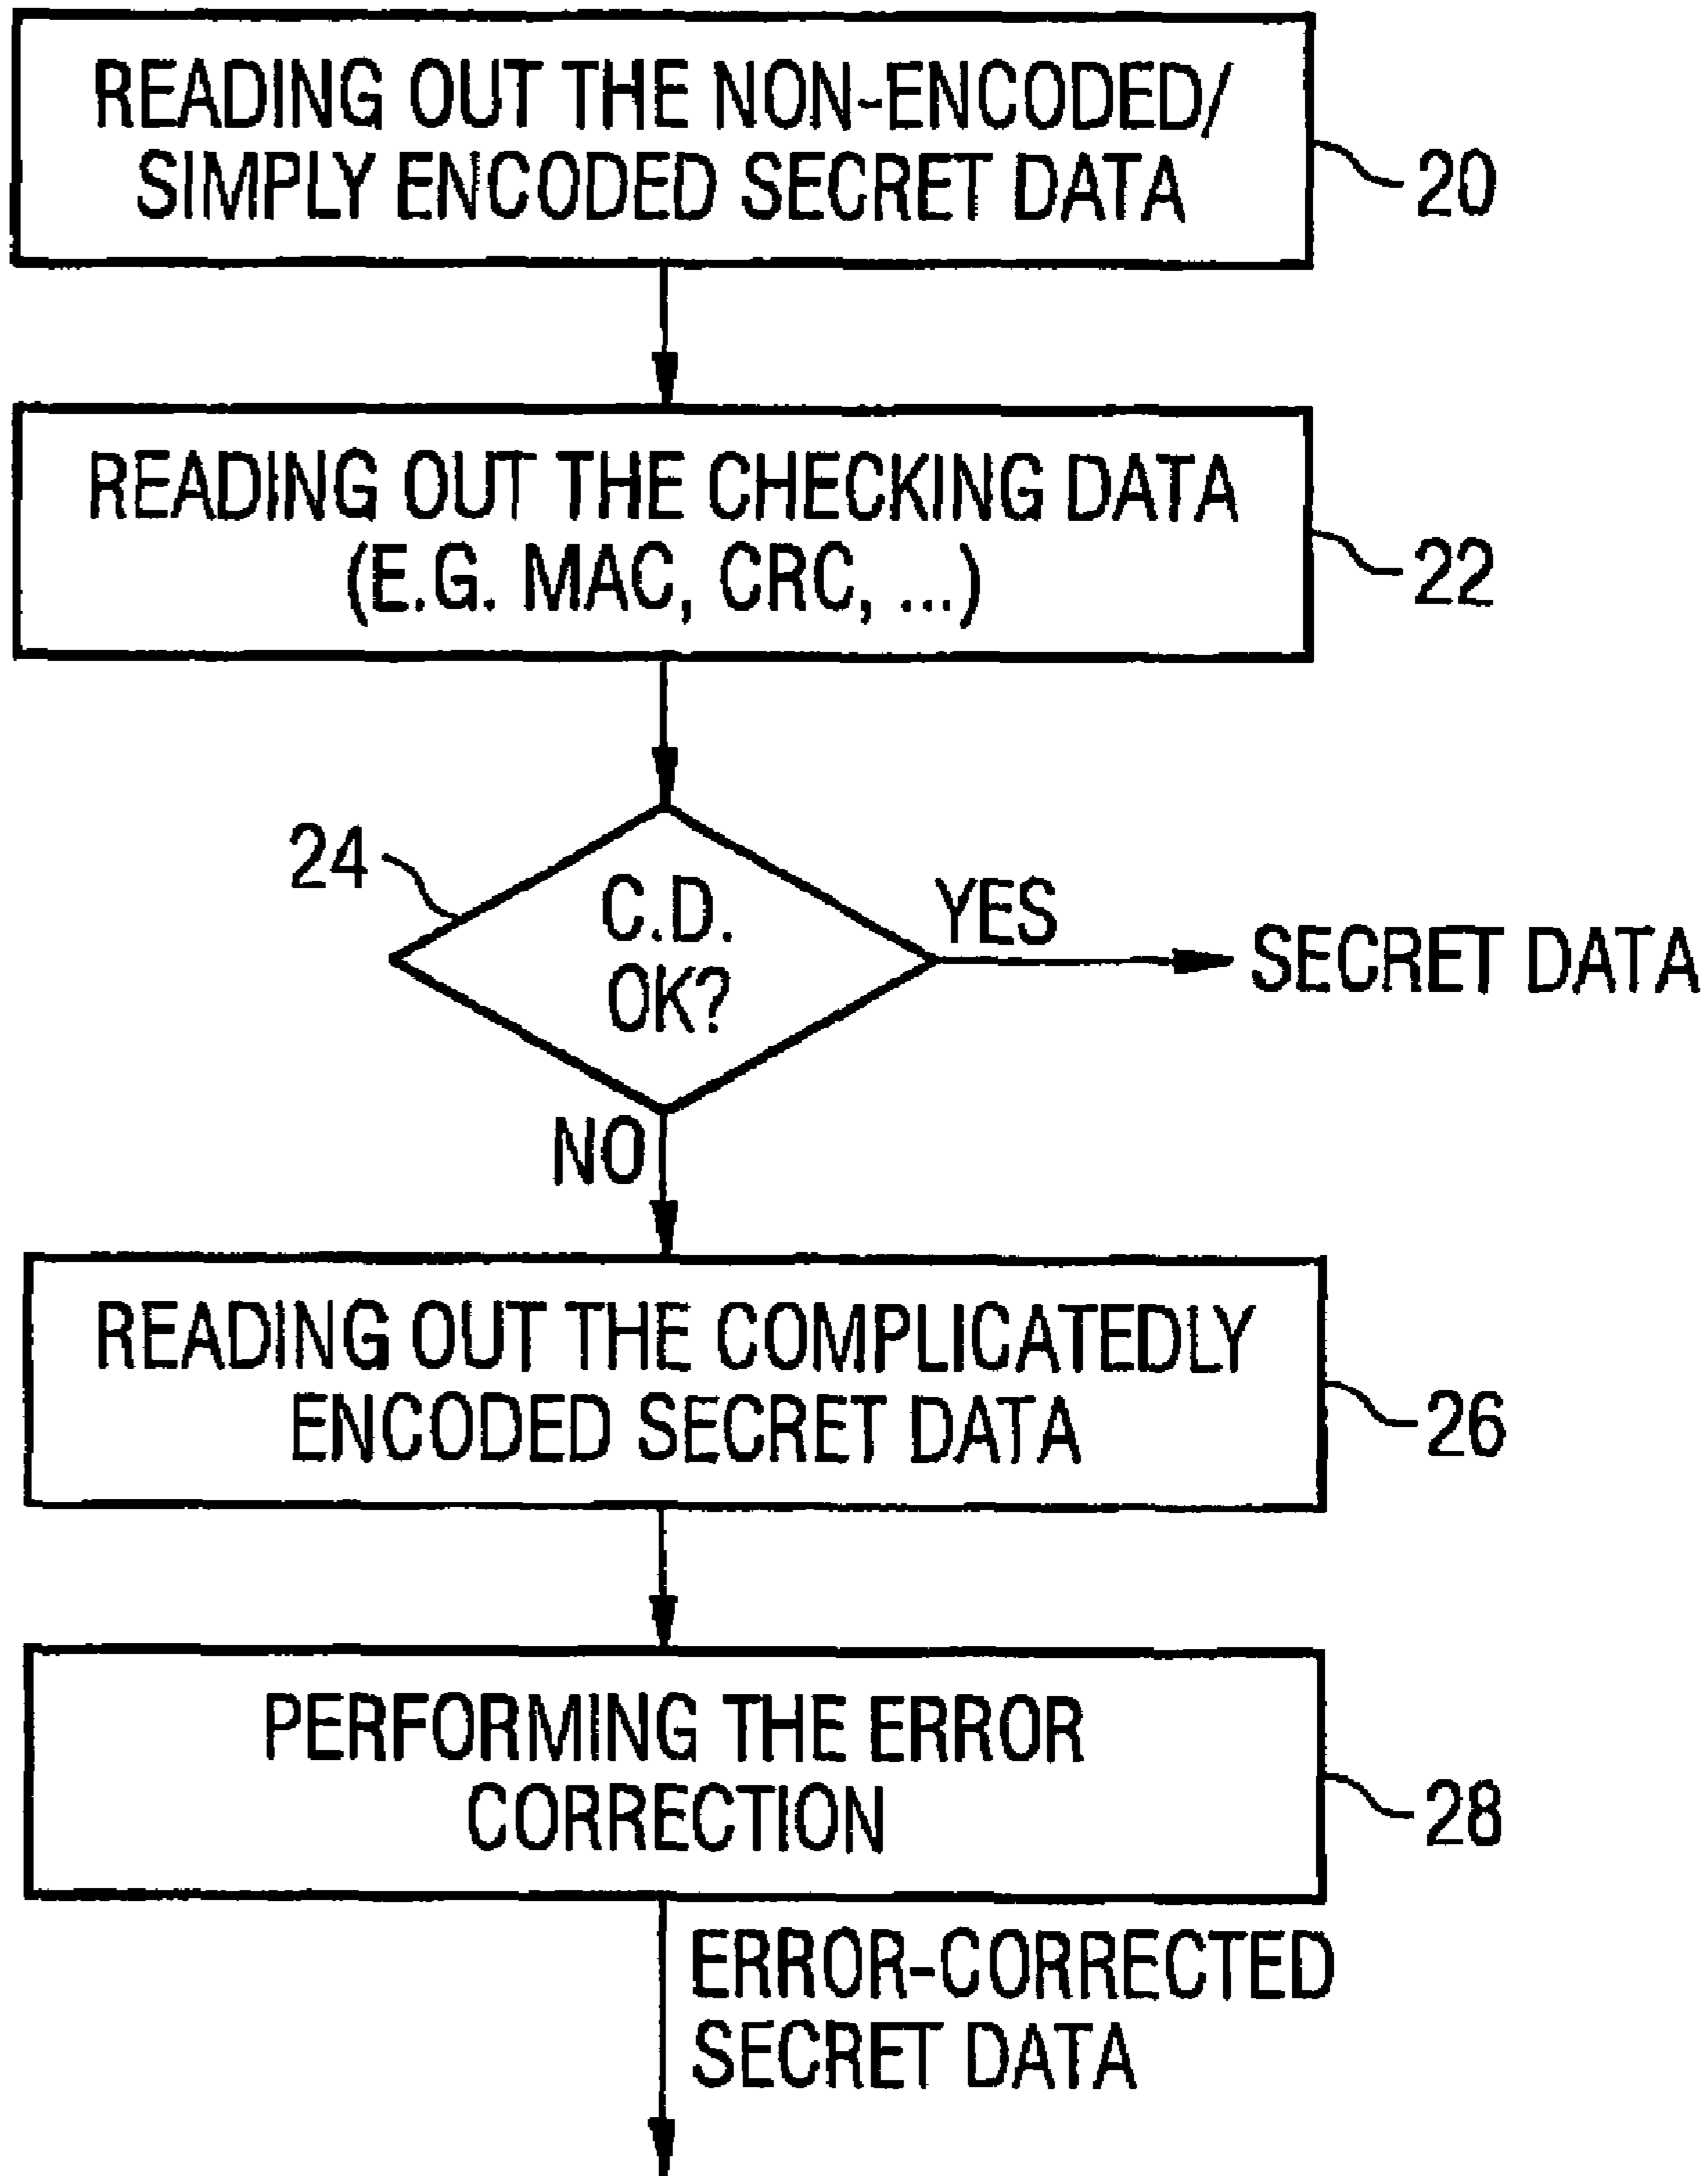 READING OUT THE NON-ENCODED/
SIMPLY ENCODED SECRET DATA
20
READING OUT THE CHECKING DATA
(E.G. MAC, CRC, ...)
22
24
C.D.
OK?
YES
SECRET DATA
NO
READING OUT THE COMPLICATEDLY
ENCODED SECRET DATA
26
PERFORMING THE ERROR
CORRECTION
28
ERROR-CORRECTED
SECRET DATA